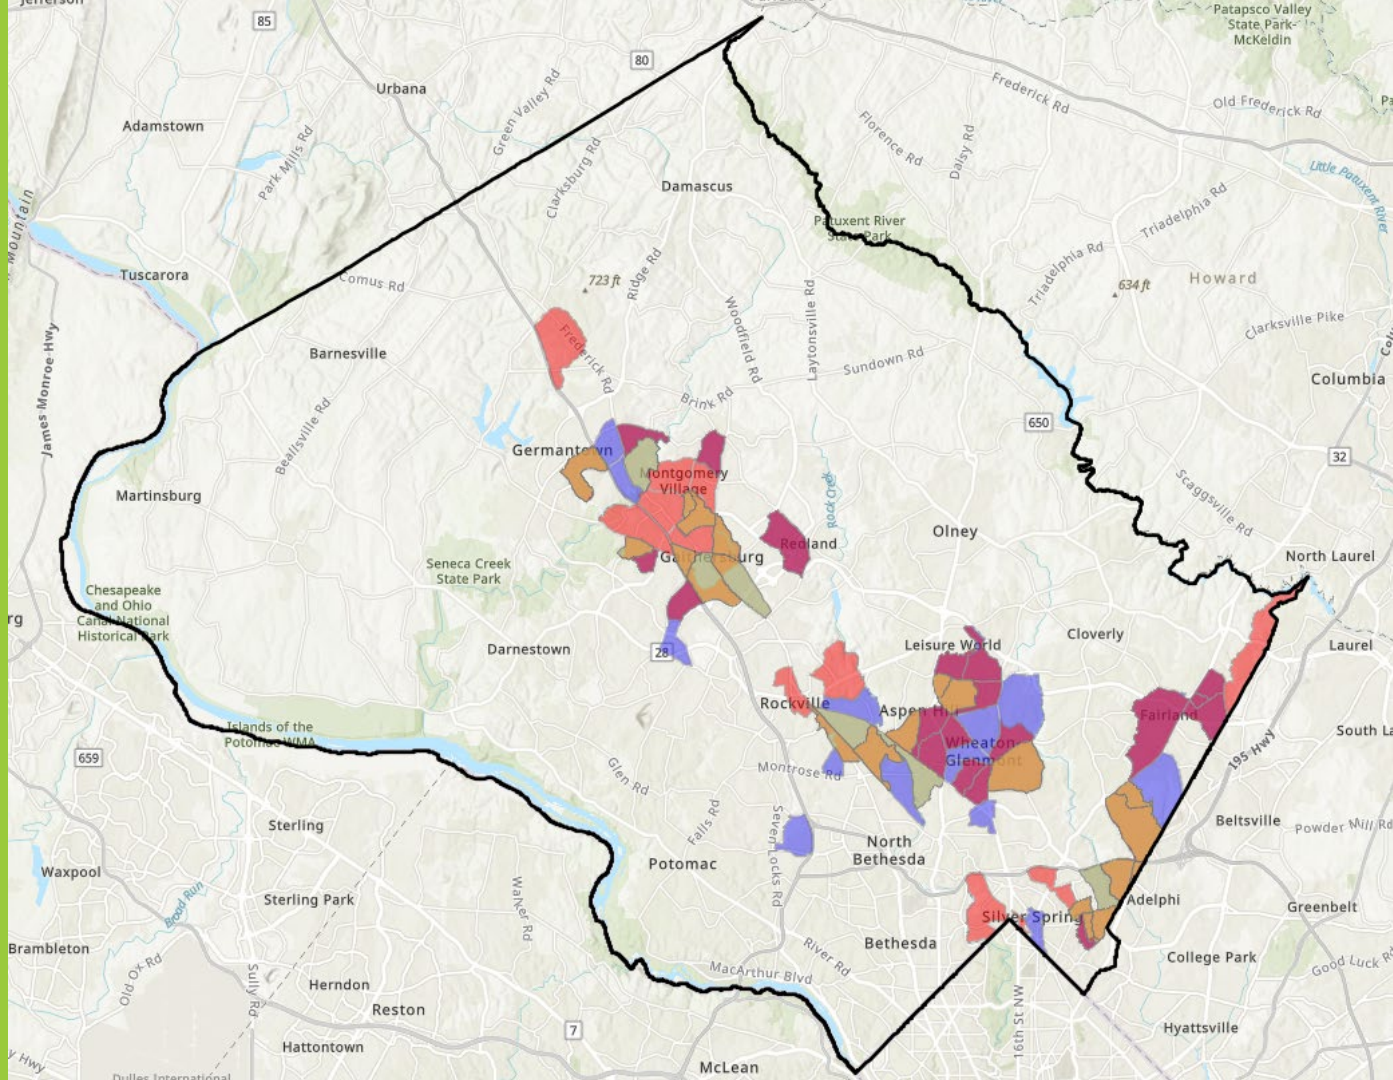 Jefferson
85
Patapsco Valley
State Park-
McKeldin
80
Urbana
Frederick Rd
Old Frederick Rd
Green Valley Rd
Adamstown
Park Mills Rd
Florence Rd
Daisy Rd
Little Patuxent River
Clarksburg Rd
Damascus
Mountain
Triadelphia Rd
Patuxent River
State Park
Tuscarora
Comus Rd
723 ft
Ridge Rd
Triadelphia Rd
634 ft
Howard
Woodfield Rd
Laytonsville Rd
Clarksville Pike
James Monroe Hwy
Barnesville
Frederick Rd
Sundown Rd
Columbia
Brink Rd
Beallsville Rd
650
Germantown
32
Montgomery
Village
Martinsburg
Rock Creek
Scaggsville Rd
Olney
Redland
Gaithersburg
North Laurel
Seneca Creek
State Park
Chesapeake
and Ohio
Canal National
Historical Park
rg
Cloverly
Leisure World
Laurel
Darnestown
28
Rockville
Aspen Hill
Fairland
Islands of the
Potomac WMA
South La
659
Wheaton-
Glenmont
I95 Hwy
Glen Rd
Montrose Rd
Sterling
Falls Rd
Seven Locks Rd
Beltsville
Powder Mill Rd
North
Bethesda
Potomac
Waxpool
Broad Run
Sterling Park
Walker Rd
Adelphi
Greenbelt
Silver Spring
Brambleton
Bethesda
River Rd
College Park
Good Luck R
Old Ox Rd
Sully Rd
MacArthur Blvd
Herndon
Reston
16th St NW
7
Hyattsville
Hattontown
y Hwy
McLean
Dulles International